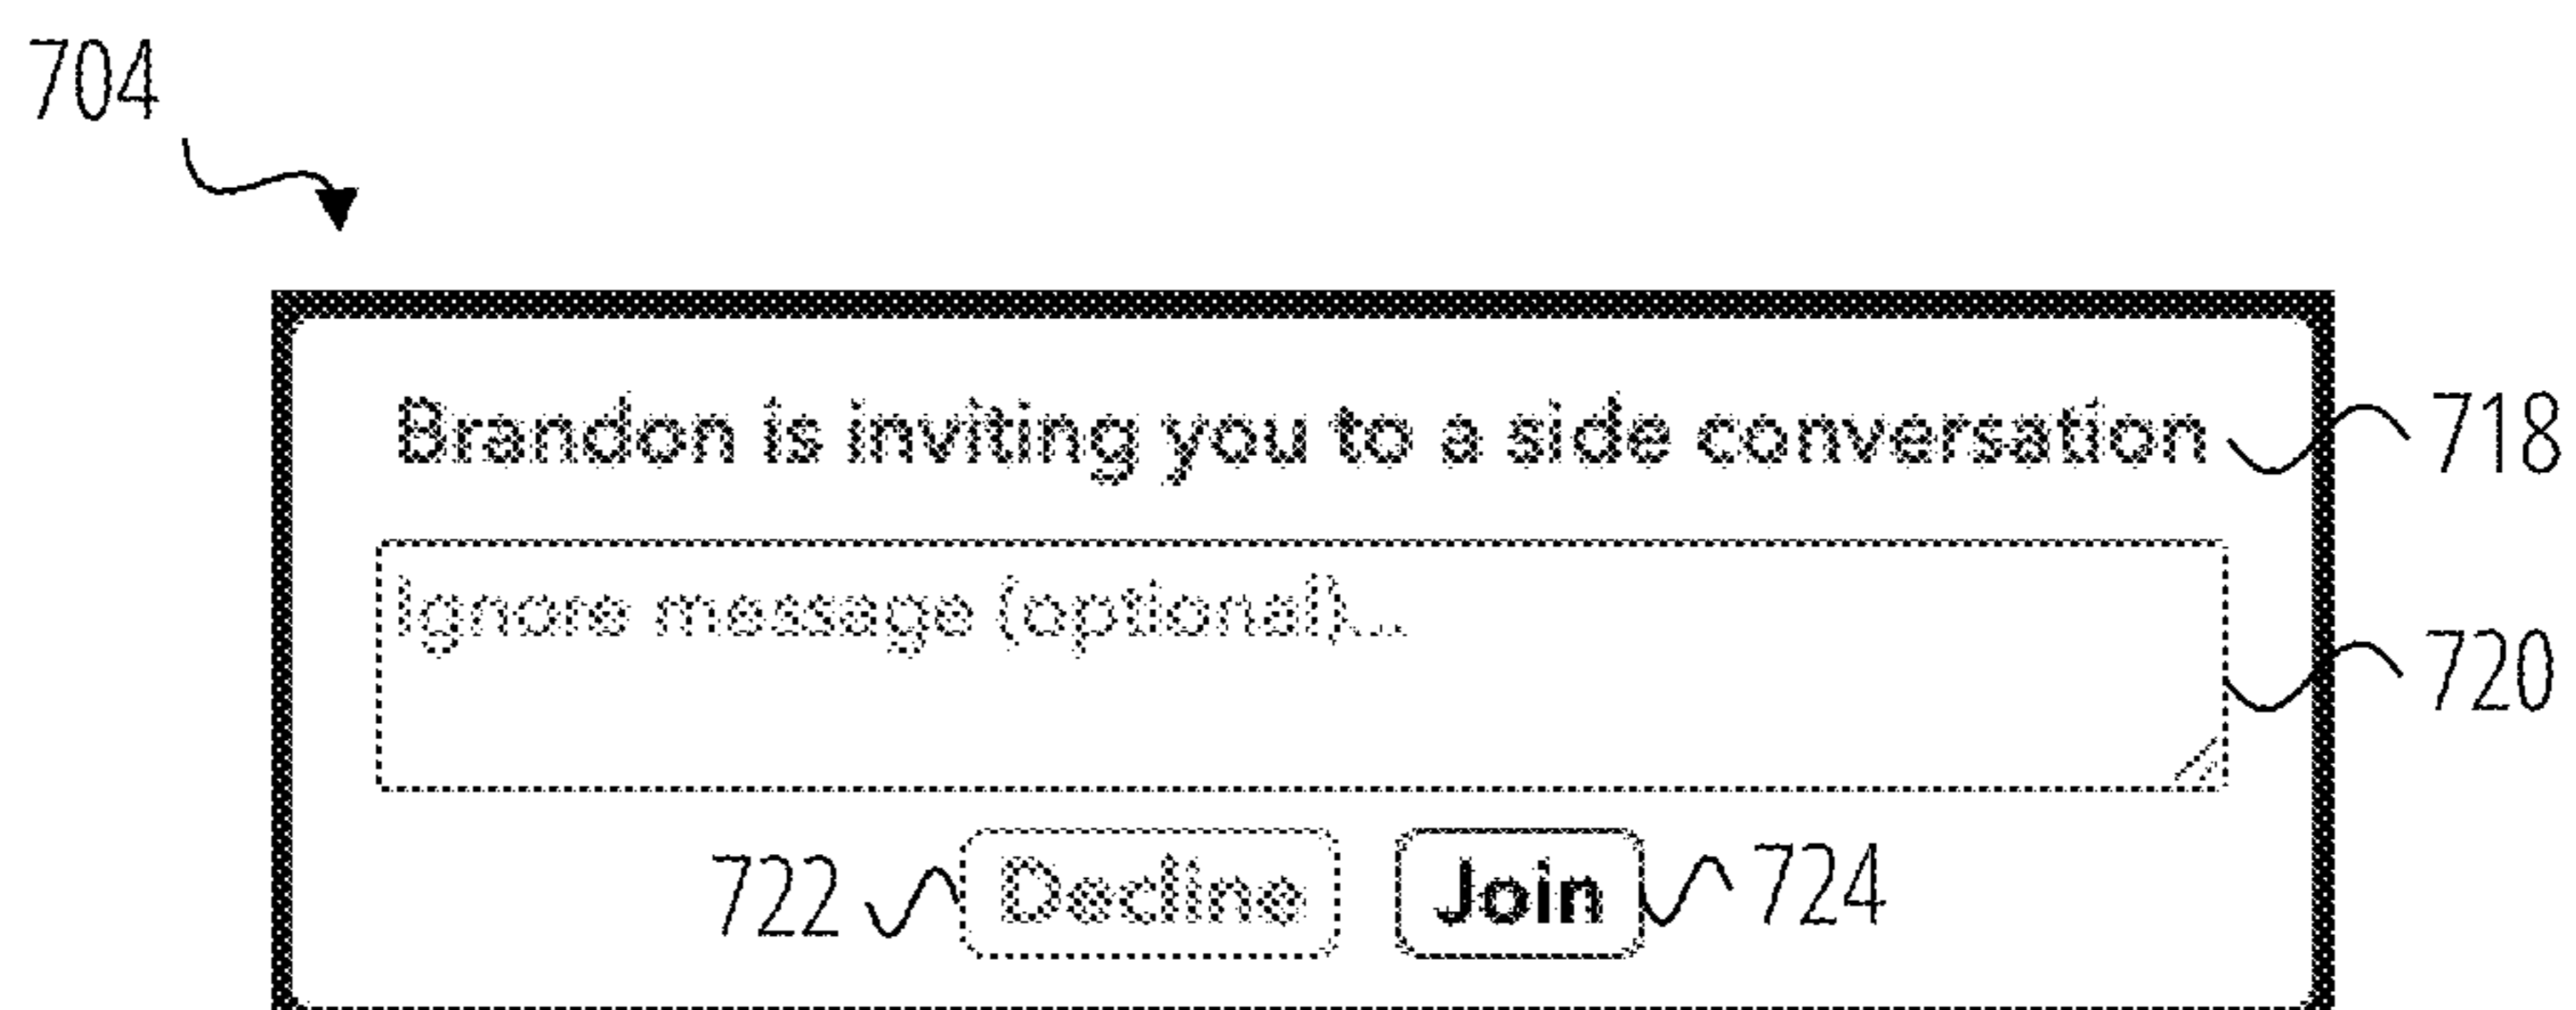 704
Brandon is inviting you to a side conversation 718
Ignore message (optional)...
720
722 Decline Join 724